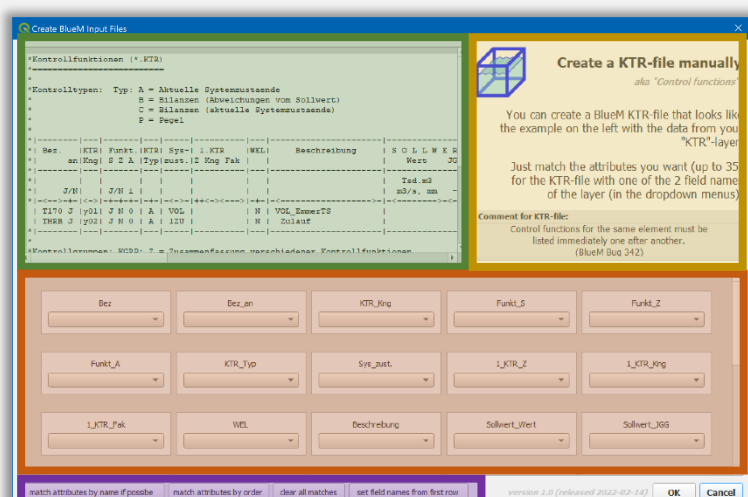 Create BlueM Input Files
*Kontrollfunktionen (*.KTR)
*==========================
*
*Kontrolltypen: Typ: A = Aktuelle Systemzustaende
* B = Bilanzen (Abweichungen vom Sollwert)
* C = Bilanzen (aktuelle Systemzustaende)
* P = Pegel
*
*| Bez. |KTR| Funkt.|KTR| Sys-| 1.KTR |WEL| Beschreibung | S O L L W E R
*| an|Kng| S Z A |Typ|zust.|Z Kng Fak | | | Wert JG
*| | | | | | | | | Tsd.m3
*| J/N| | J/N i | | | | | | m3/s, mm -
| T170 J |y01| J N 0 | A | VOL | | N | VOL_EmmerTS
| THRB J |y02| J N 0 | A | 1ZU | | N | Zulauf
*Kontrollgruppen: KGRP: Z = Zusammenfassung verschiedener Kontrollfunktionen
Create a KTR-file manually
aka "Control functions"
You can create a BlueM KTR-file that looks like
the example on the left with the data from you
"KTR"-layer
Just match the attributes you want (up to 35
for the KTR-file with one of the 2 field name
of the layer (in the dropdown menus)
Comment for KTR-file:
Control functions for the same element must be
listed immediately one after another.
(BlueM Bug 342)
Bez Bez_an KTR_Kng Funkt_S Funkt_Z
Funkt_A KTR_Typ Sys_zust. 1_KTR_Z 1_KTR_Kng
1_KTR_Fak WEL Beschreibung Sollwert_Wert Sollwert_JGG
match attributes by name if possibe match attributes by order clear all matches set field names from first row version 1.0 (released 2022-02-14) OK Cancel